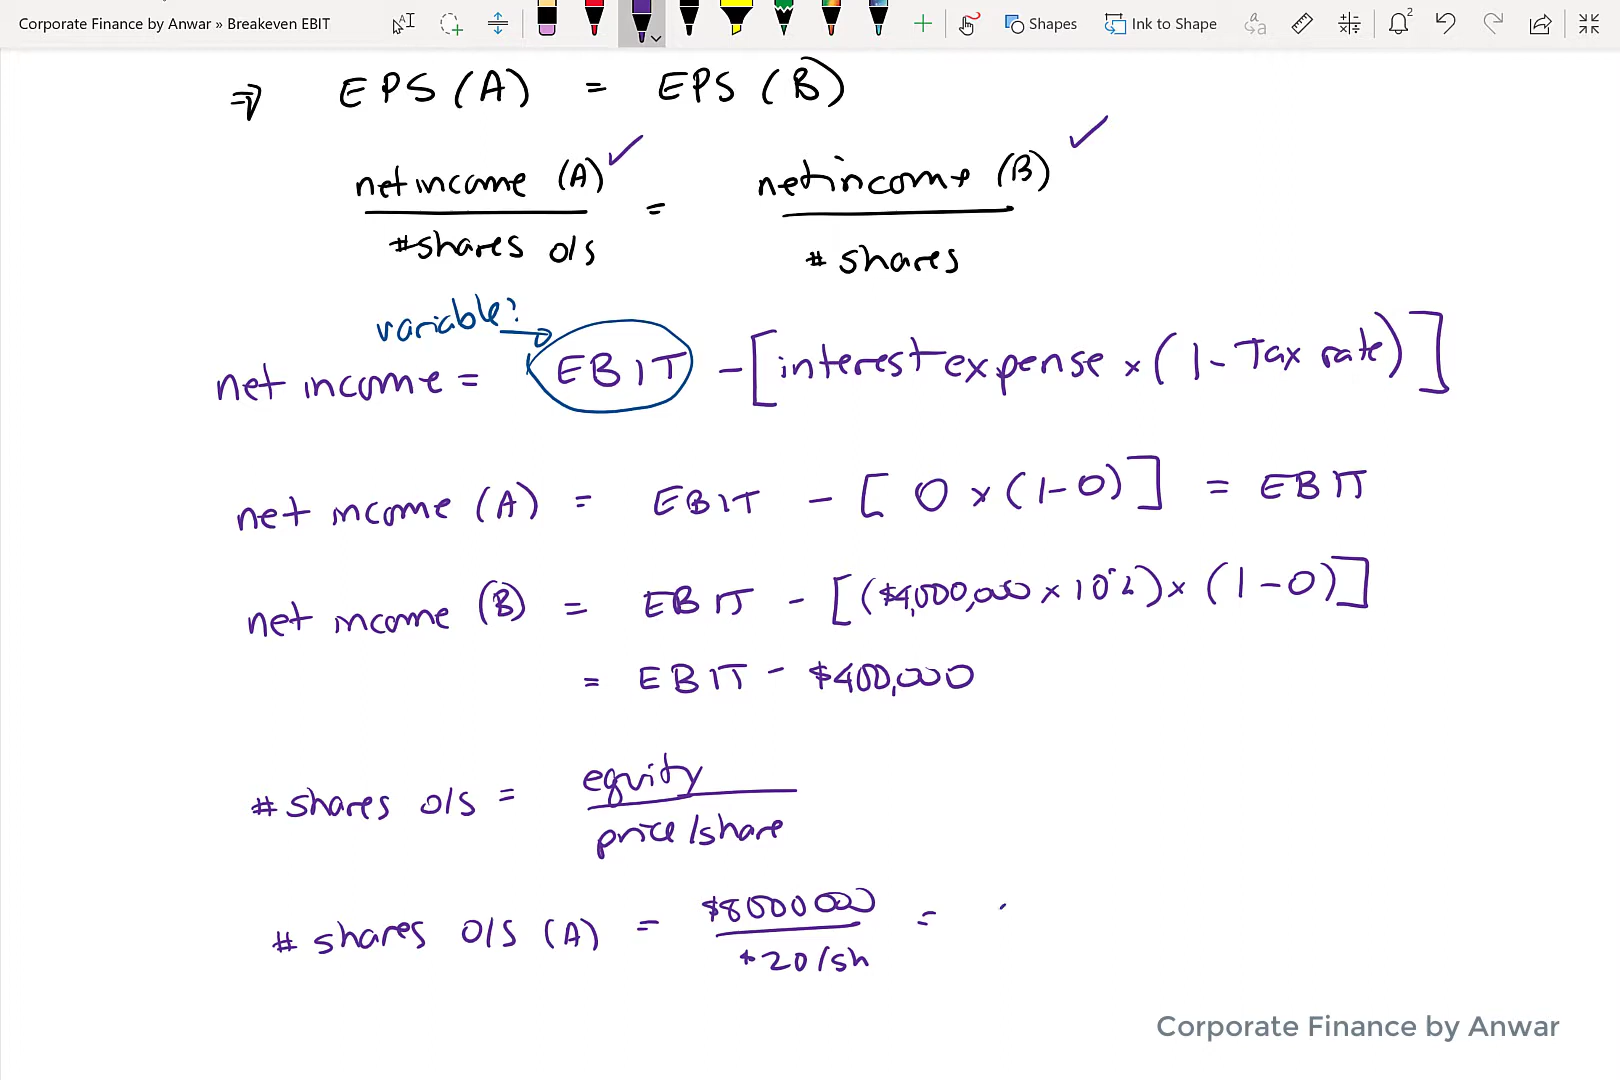 Corporate Finance by Anwar » Breakeven EBIT
Shapes
Ink to Shape
2
⇒ EPS (A) = EPS (B)
net income (A) ✓ = net income (B) ✓
#shares o/s
# shares
variable?
net income = EBIT - [interest expense × (1 - Tax rate)]
net income (A) = EBIT - [0 × (1-0)] = EBIT
net income (B) = EBIT - [($4,000,000 × 10%) × (1-0)]
= EBIT - $400,000
# shares o/s = equity
price/share
# shares o/s (A) = $8000000 =
$20/sh
Corporate Finance by Anwar